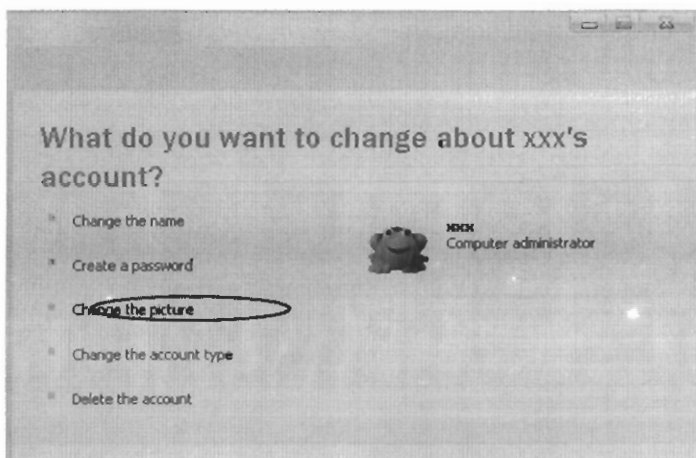 What do you want to change about xxx's
account?
Change the name
xxx
Computer administrator
Create a password
Change the picture
Change the account type
Delete the account